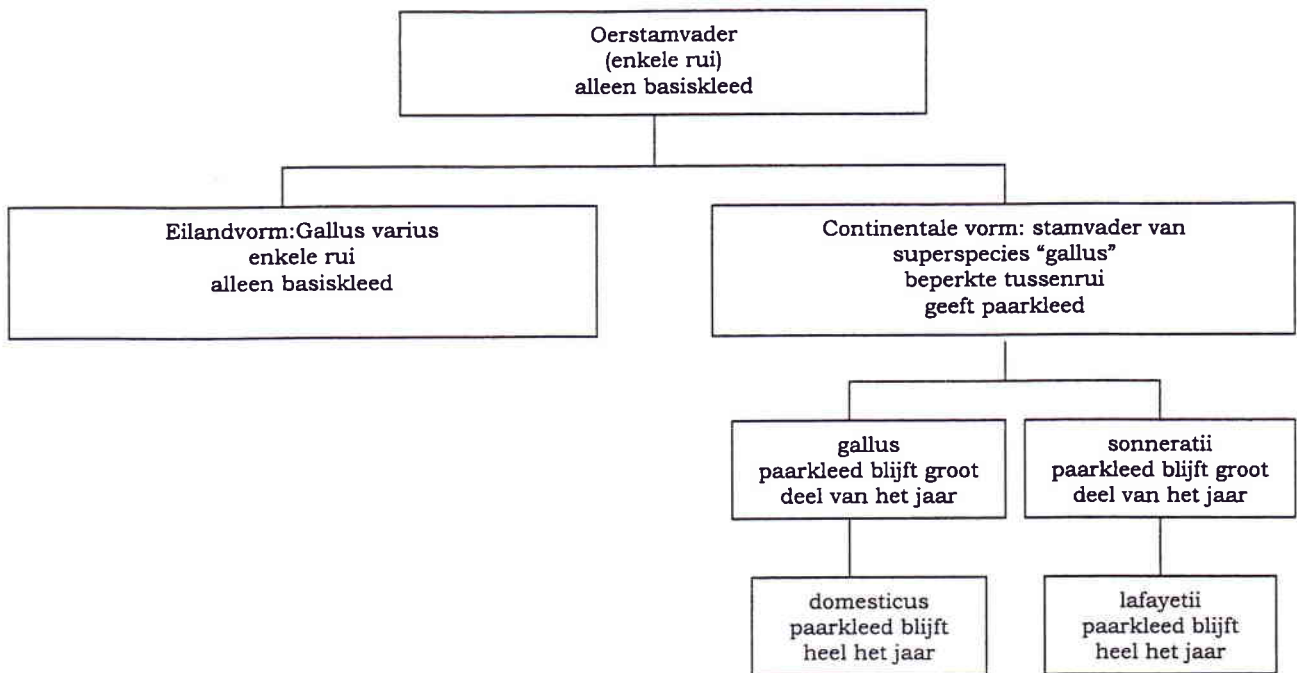 Oerstamvader
(enkele rui)
alleen basiskleed
Eilandvorm:Gallus varius
enkele rui
alleen basiskleed
Continentale vorm: stamvader van
superspecies “gallus”
beperkte tussenrui
geeft paarkleed
gallus
paarkleed blijft groot
deel van het jaar
sonneratii
paarkleed blijft groot
deel van het jaar
domesticus
paarkleed blijft
heel het jaar
lafayetii
paarkleed blijft
heel het jaar